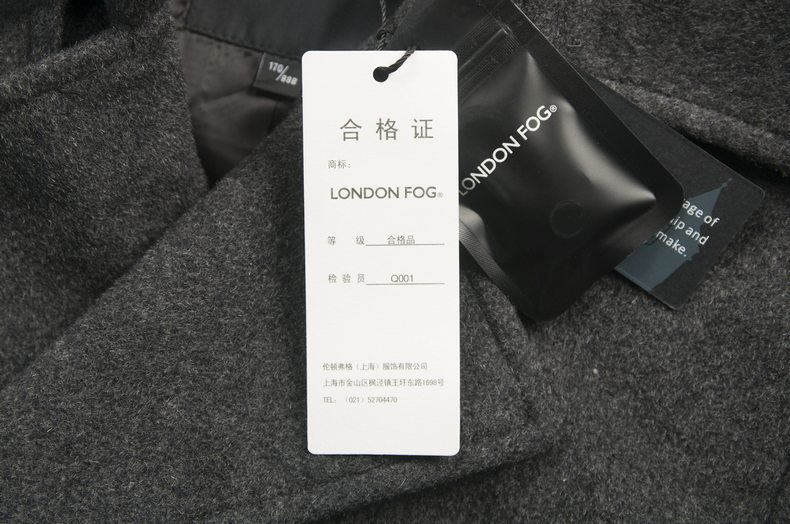 170/
合格证
商标:
LONDON FOG®
等 级 合格品
检 验 员 Q001
伦顿弗格（上海）服饰有限公司
上海市金山区枫泾镇王圩东路1698号
TEL: （021）52704470
LONDON FOG®
age of
ip and
make.